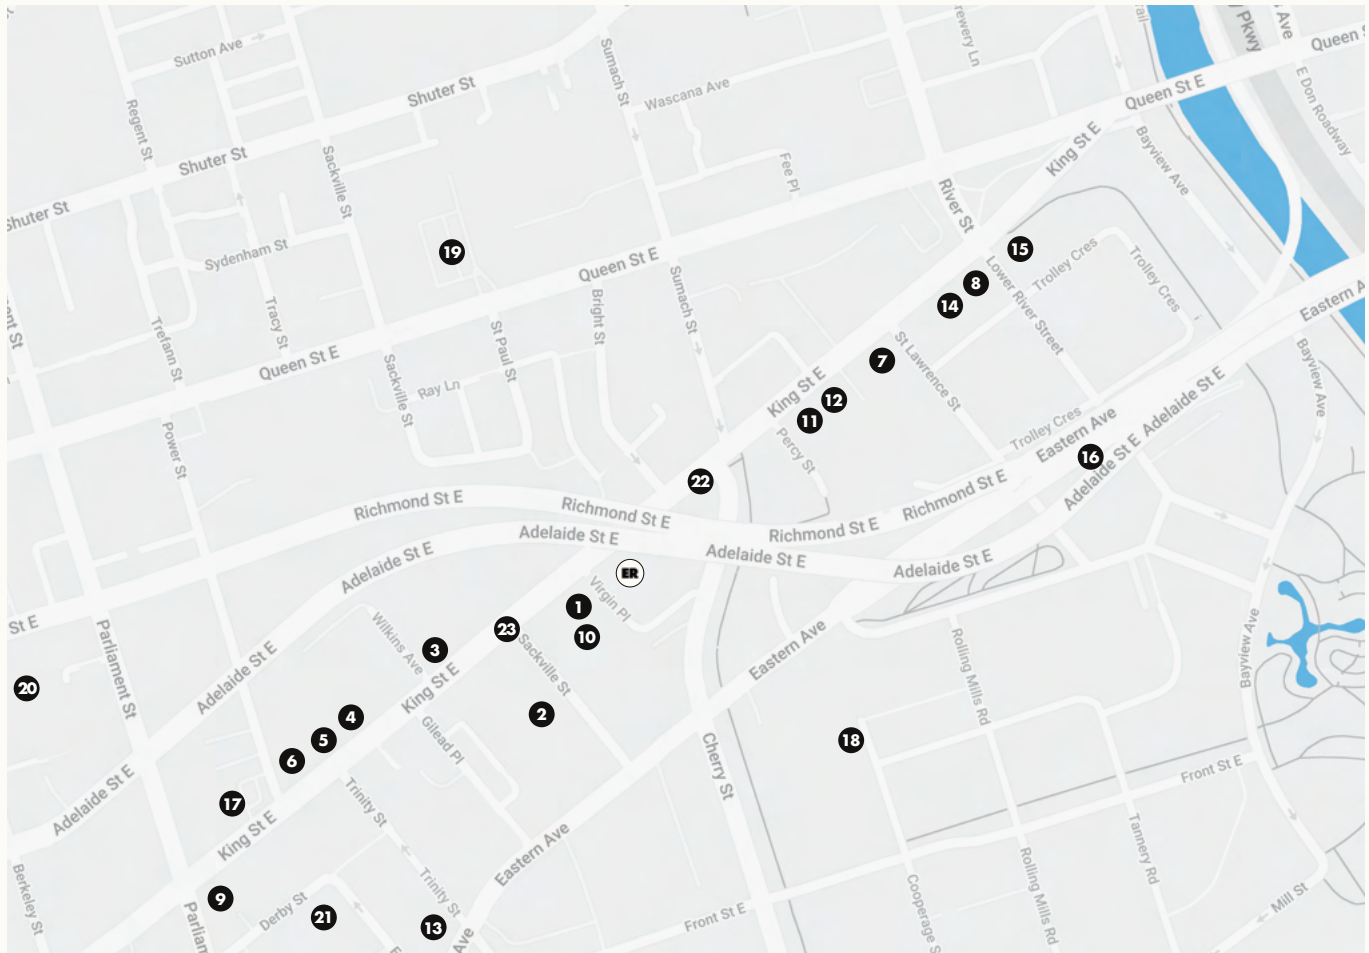 Sutton Ave
Shuter St
Sumach St
Wascana Ave
Queen St E
Pkwy
Ave
Queen S
E Don Roadway
Regent St
Shuter St
Sackville St
Fee Pl
King St E
Bayview Ave
Shuter St
Sydenham St
19
Queen St E
River St
15
Trolley Cres
Trolley Cres
Tracy St
Trefann St
Sumach St
Bright St
8
14
Lower River Street
Eastern A
Queen St E
St Paul St
Sackville St
Ray Ln
7
St Lawrence St
King St E
12
11
Bayview Ave
Adelaide St E
Power St
Percy St
Trolley Cres
Eastern Ave
16
Adelaide St E
22
Richmond St E
Richmond St E
Richmond St E
Richmond St E
Adelaide St E
Adelaide St E
Adelaide St E
Adelaide St E
ER
Virgin Pl
1
10
23
Sackville St
Wilkins Ave
3
King St E
St E
Parliament St
20
Adelaide St E
Eastern Ave
Rolling Mills Rd
Bayview Ave
4
5
6
2
Gilead Pl
18
Cherry St
Front St E
Adelaide St E
17
King St E
Trinity St
Eastern Ave
Tannery Rd
Berkeley St
9
Derby St
21
Trinity St
13
Ave
Front St E
Cooperage S
Rolling Mills Rd
Mill St
Parliam